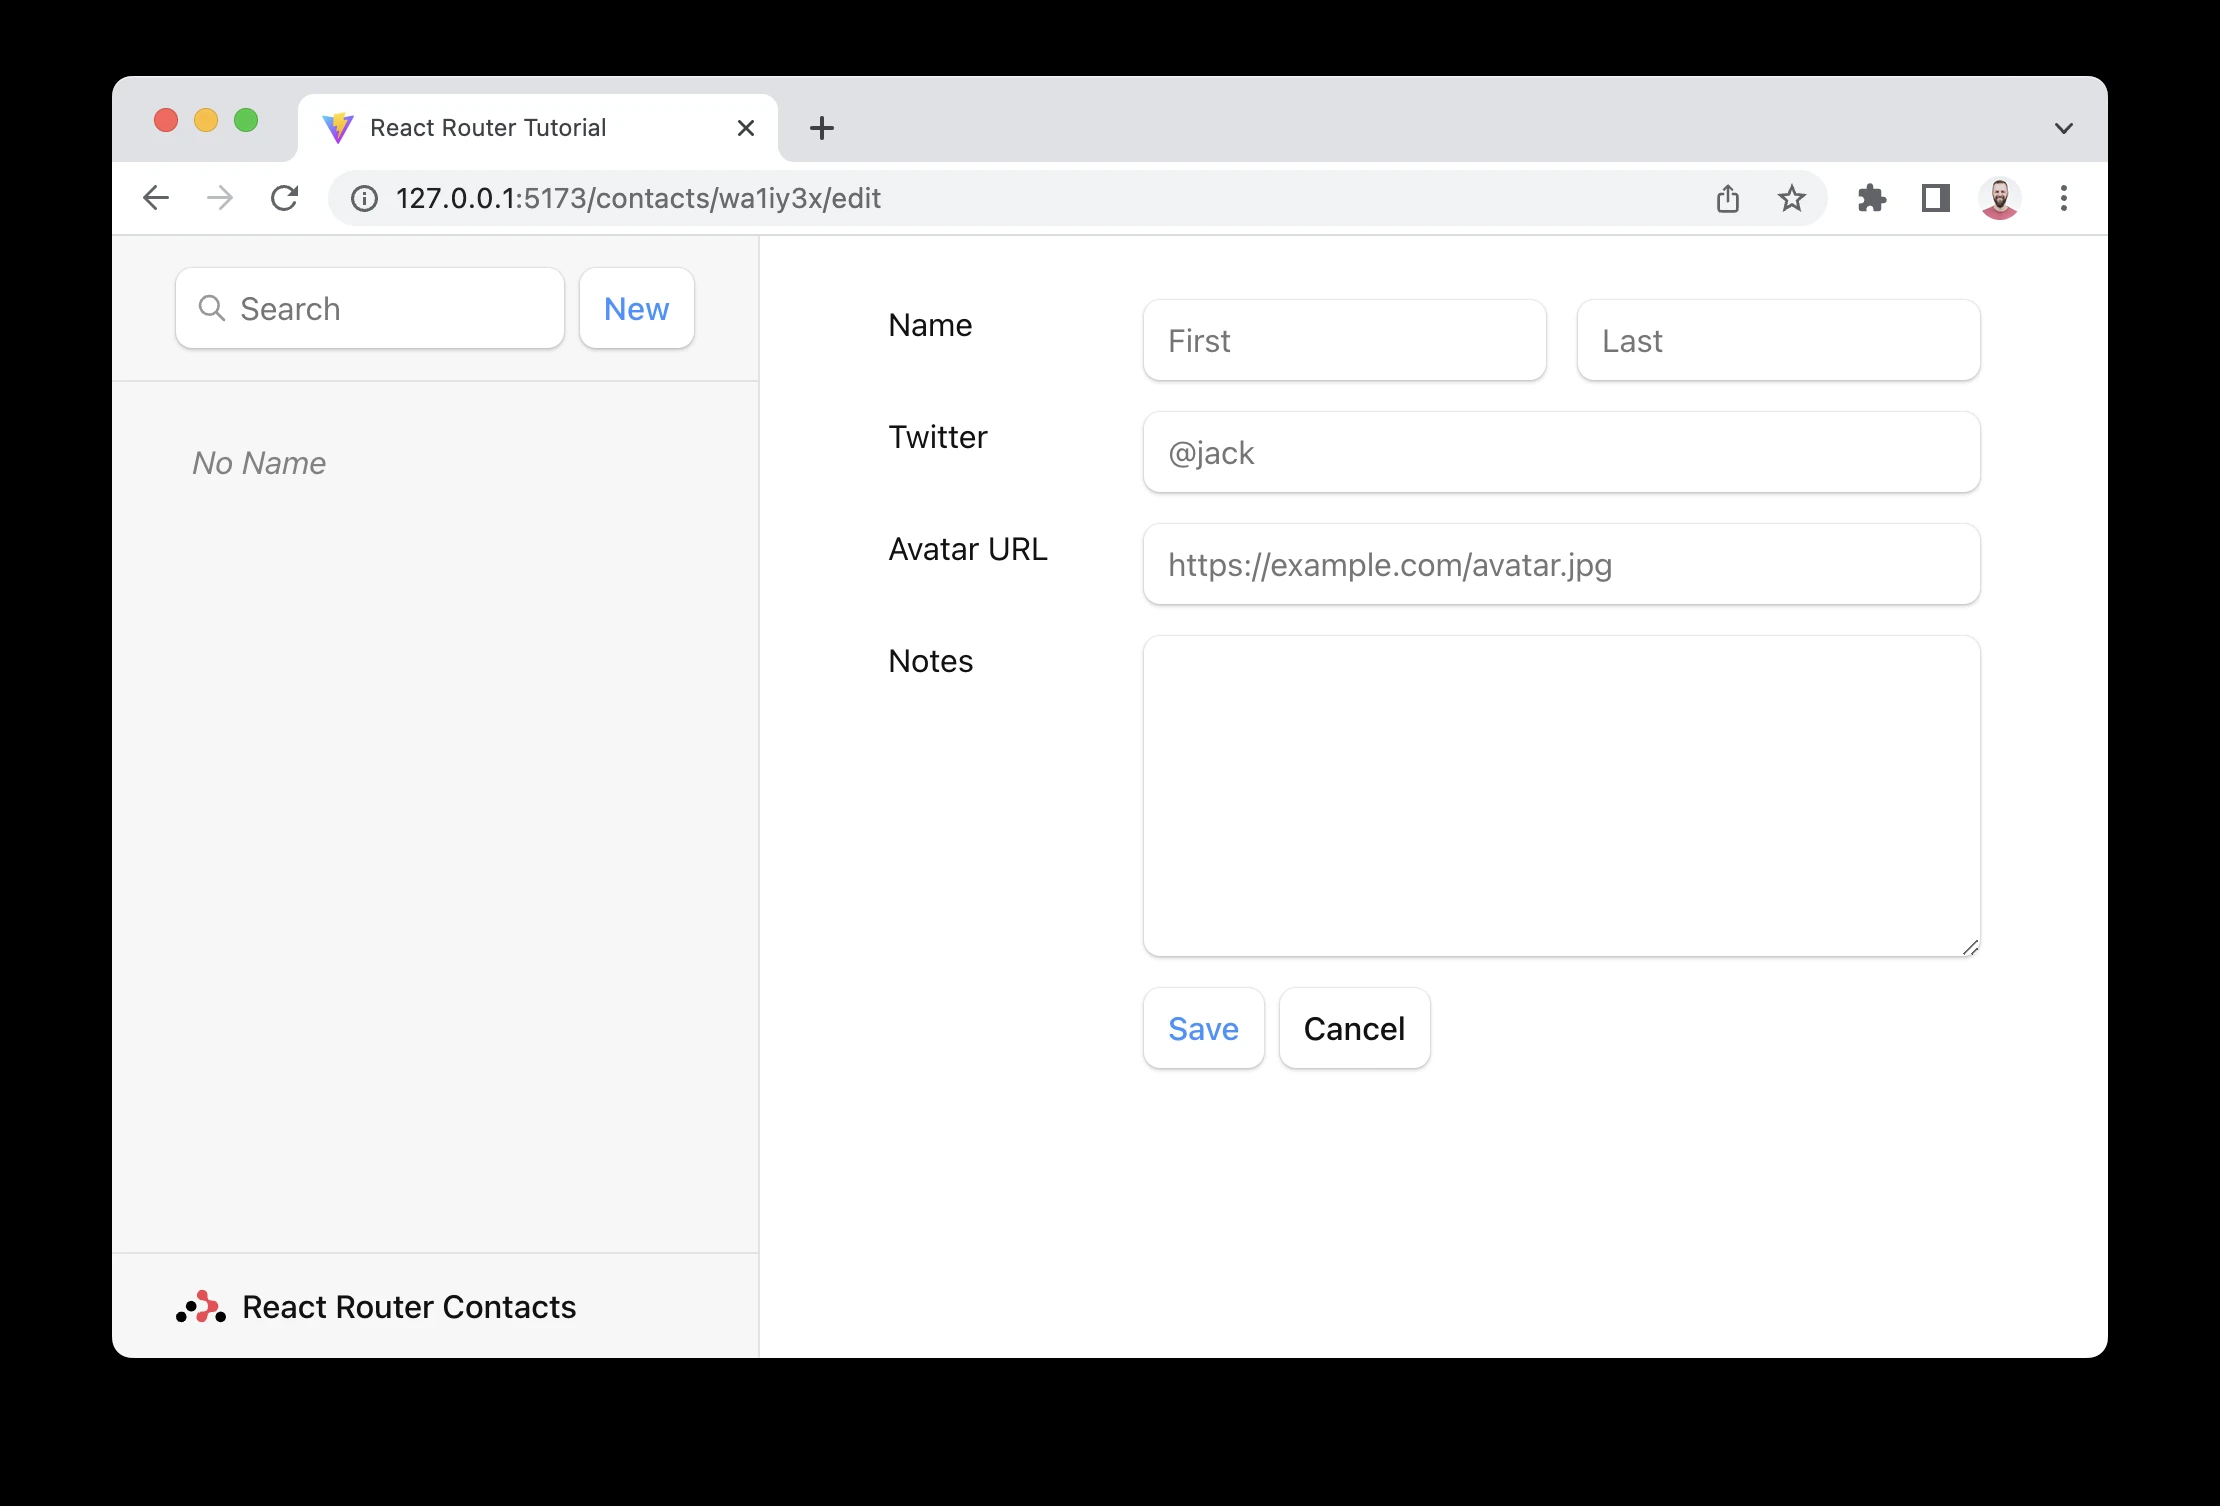 React Router Tutorial
127.0.0.1:5173/contacts/wa1iy3x/edit
Search
New
No Name
Name
First
Last
Twitter
@jack
Avatar URL
https://example.com/avatar.jpg
Notes
Save
Cancel
React Router Contacts